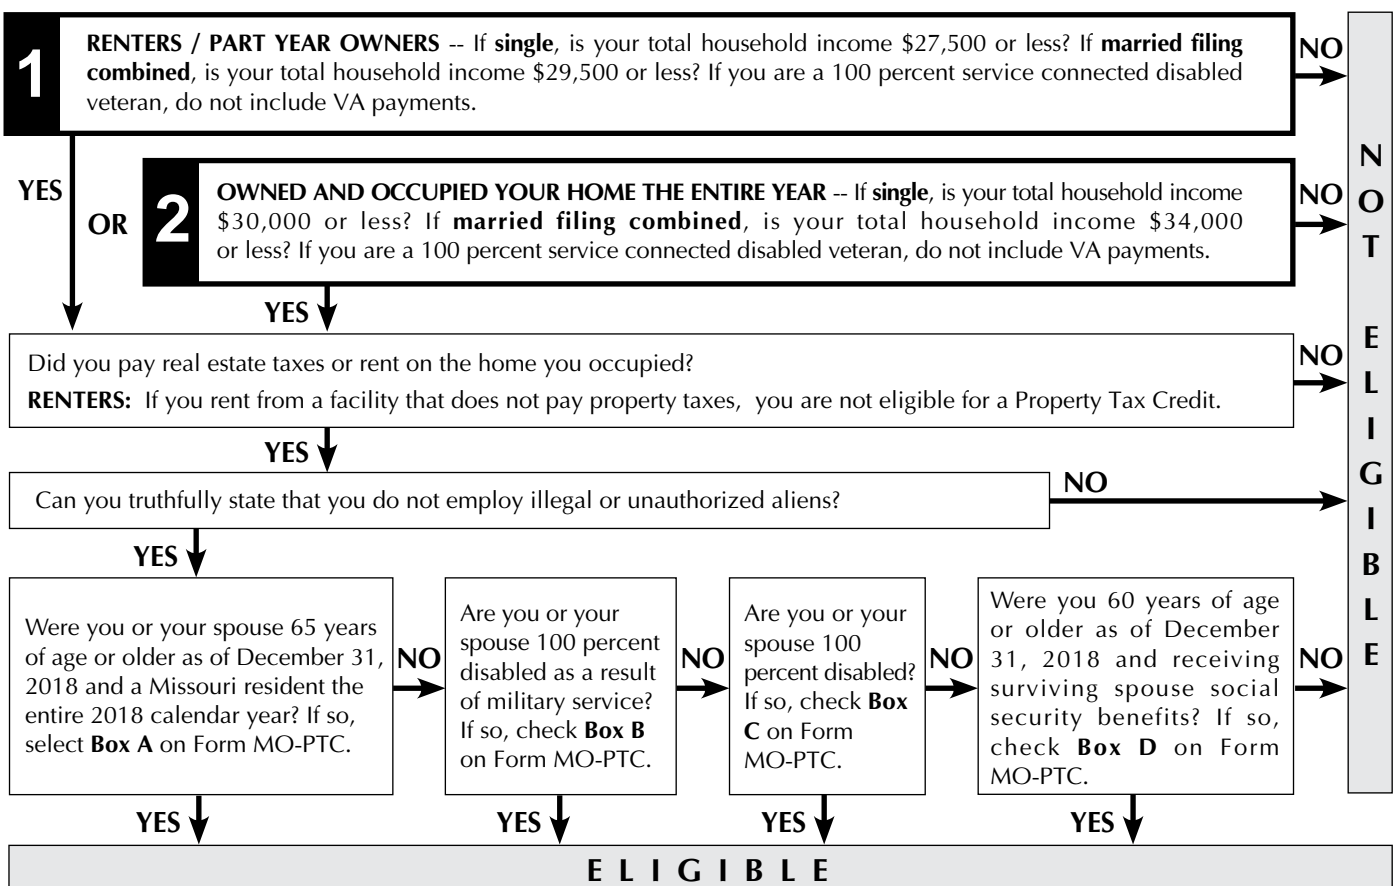 1
RENTERS / PART YEAR OWNERS -- If single, is your total household income $27,500 or less? If married filing
combined, is your total household income $29,500 or less? If you are a 100 percent service connected disabled
veteran, do not include VA payments.
NO
YES
OR
2
OWNED AND OCCUPIED YOUR HOME THE ENTIRE YEAR -- If single, is your total household income
$30,000 or less? If married filing combined, is your total household income $34,000
or less? If you are a 100 percent service connected disabled veteran, do not include VA payments.
NO
YES
Did you pay real estate taxes or rent on the home you occupied?
RENTERS: If you rent from a facility that does not pay property taxes, you are not eligible for a Property Tax Credit.
NO
YES
Can you truthfully state that you do not employ illegal or unauthorized aliens?
NO
YES
Were you or your spouse 65 years
of age or older as of December 31,
2018 and a Missouri resident the
entire 2018 calendar year? If so,
select Box A on Form MO-PTC.
NO
Are you or your
spouse 100 percent
disabled as a result
of military service?
If so, check Box B
on Form MO-PTC.
NO
Are you or your
spouse 100
percent disabled?
If so, check Box
C on Form
MO-PTC.
NO
Were you 60 years of age
or older as of December
31, 2018 and receiving
surviving spouse social
security benefits? If so,
check Box D on Form
MO-PTC.
NO
NOT ELIGIBLE
YES
YES
YES
YES
ELIGIBLE